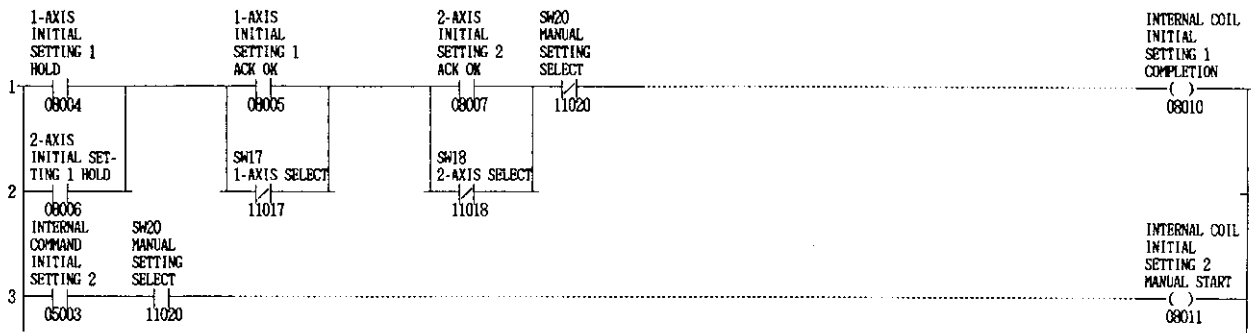 1-AXIS
INITIAL
SETTING 1
HOLD
1-AXIS
INITIAL
SETTING 1
ACK OK
2-AXIS
INITIAL
SETTING 2
ACK OK
SW20
MANUAL
SETTING
SELECT
INTERNAL COIL
INITIAL
SETTING 1
COMPLETION
1
08004
08005
08007
11020
08010
2-AXIS
INITIAL SET-
TING 1 HOLD
SW17
1-AXIS SELECT
SW18
2-AXIS SELECT
2
08006
11017
11018
INTERNAL
COMMAND
INITIAL
SETTING 2
SW20
MANUAL
SETTING
SELECT
INTERNAL COIL
INITIAL
SETTING 2
MANUAL START
3
05003
11020
08011